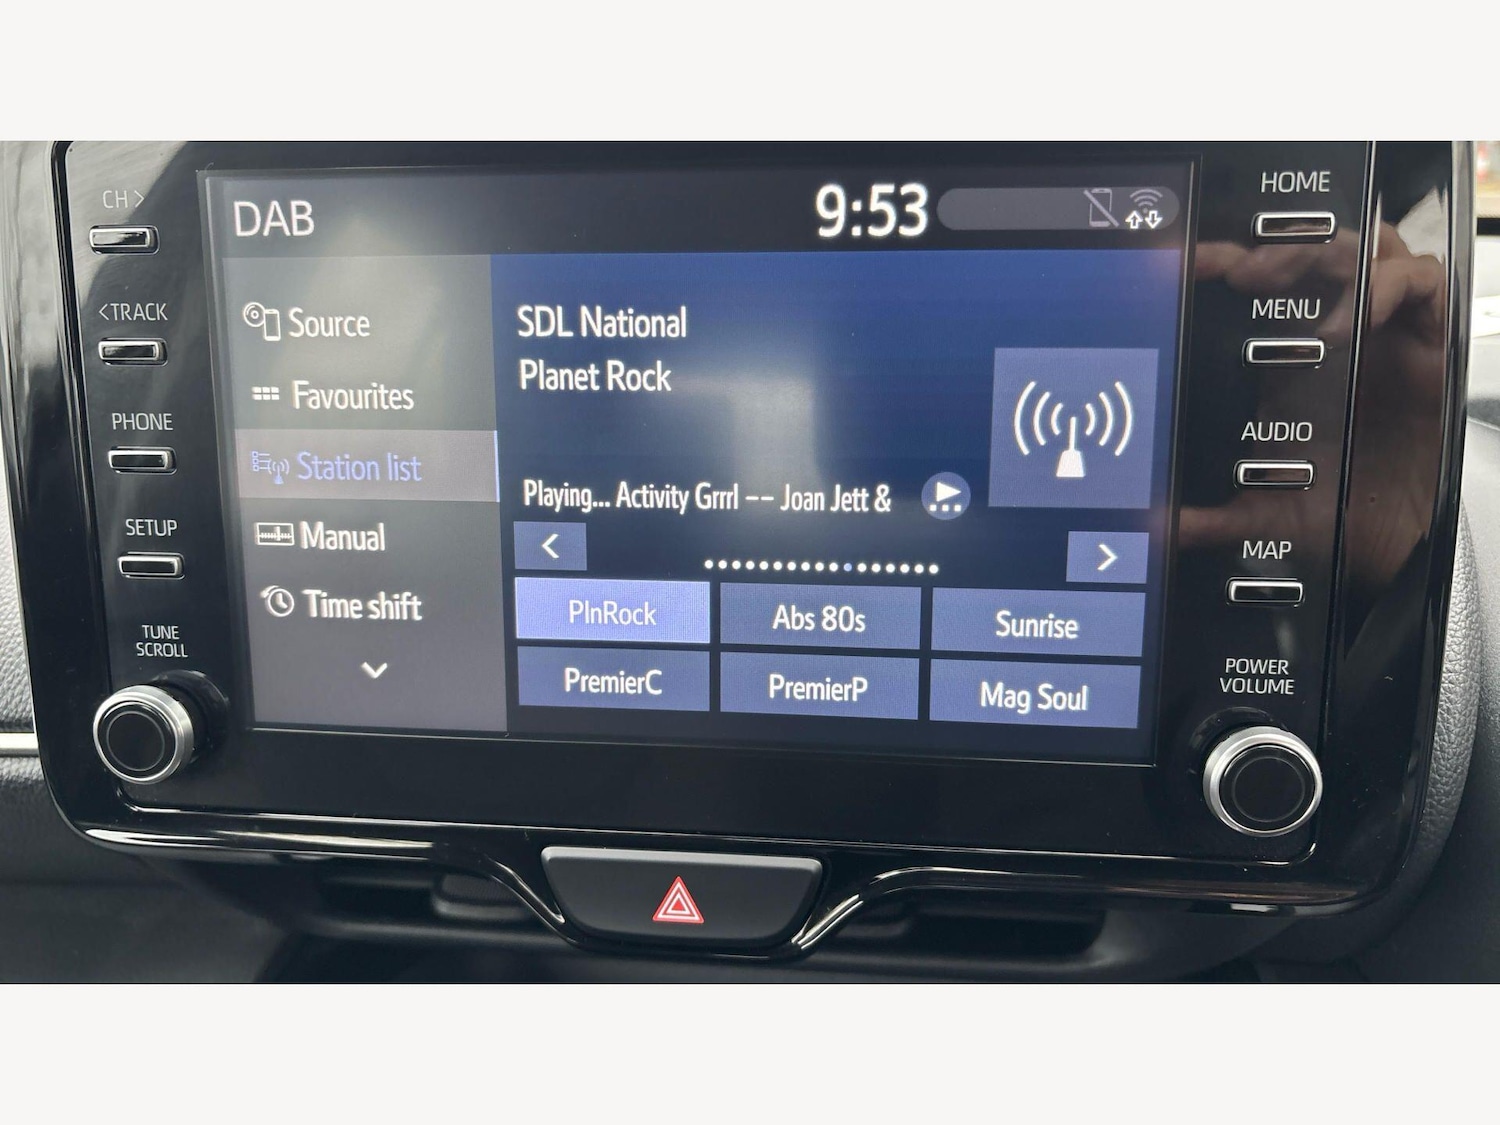 CH >
<TRACK
PHONE
SETUP
TUNE
SCROLL
DAB
9:53
Source
Favourites
Station list
Manual
Time shift
SDL National
Planet Rock
Playing... Activity Grrrl -- Joan Jett &
PlnRock
Abs 80s
Sunrise
PremierC
PremierP
Mag Soul
HOME
MENU
AUDIO
MAP
POWER
VOLUME